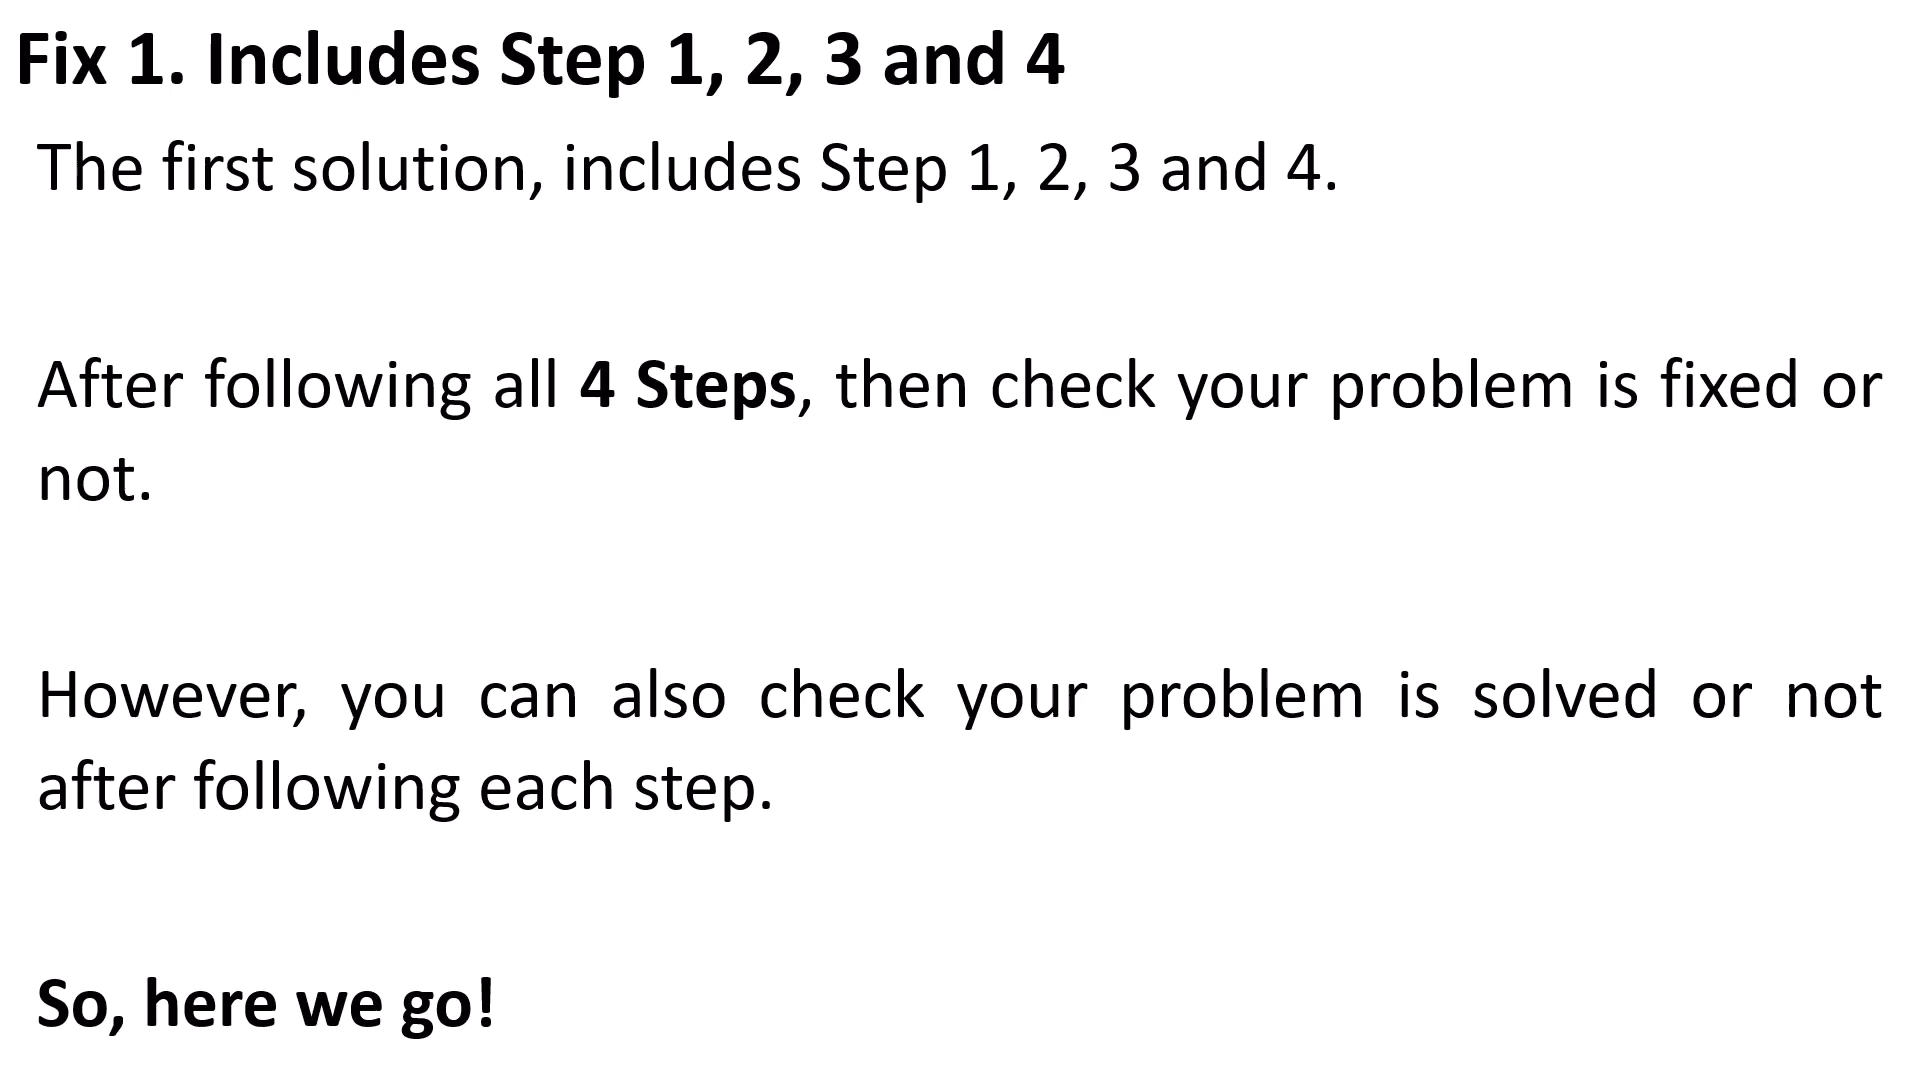 Fix 1. Includes Step 1, 2, 3 and 4
The first solution, includes Step 1, 2, 3 and 4.
After following all 4 Steps, then check your problem is fixed or
not.
However, you can also check your problem is solved or not
after following each step.
So, here we go!